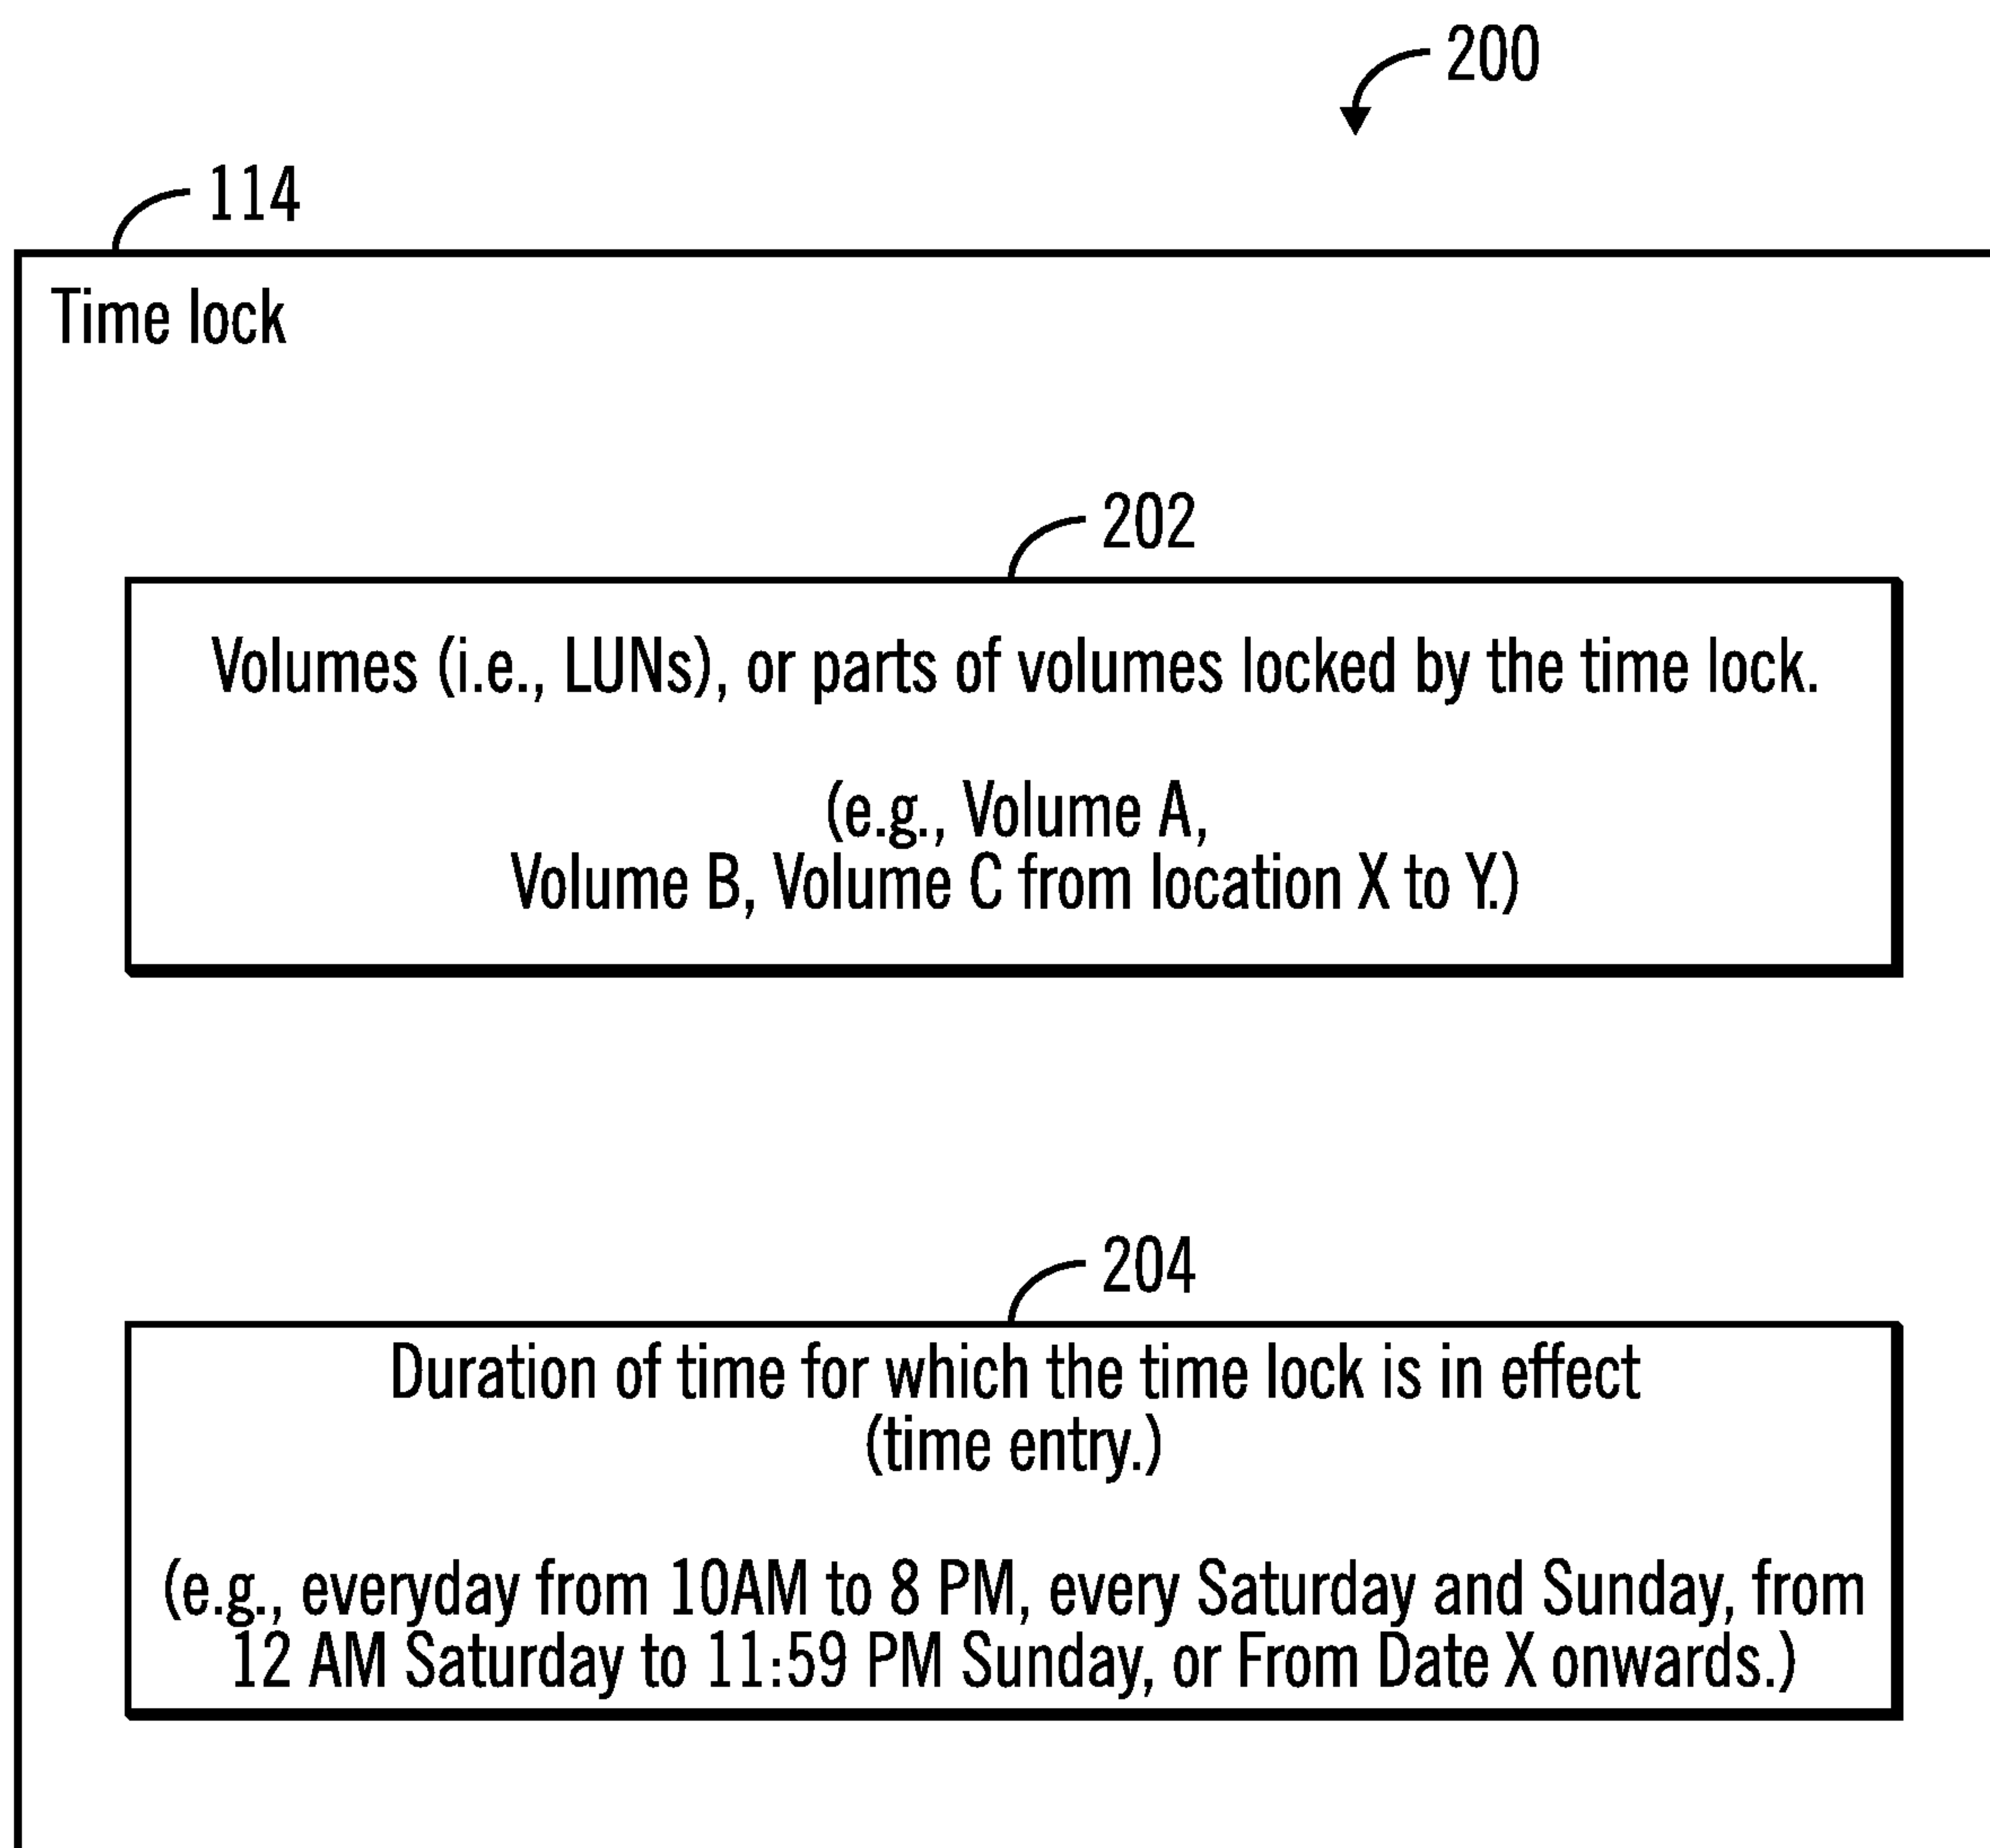 200
114
Time lock
202
Volumes (i.e., LUNs), or parts of volumes locked by the time lock.
(e.g., Volume A,
Volume B, Volume C from location X to Y.)
204
Duration of time for which the time lock is in effect
(time entry.)
(e.g., everyday from 10AM to 8 PM, every Saturday and Sunday, from
12 AM Saturday to 11:59 PM Sunday, or From Date X onwards.)